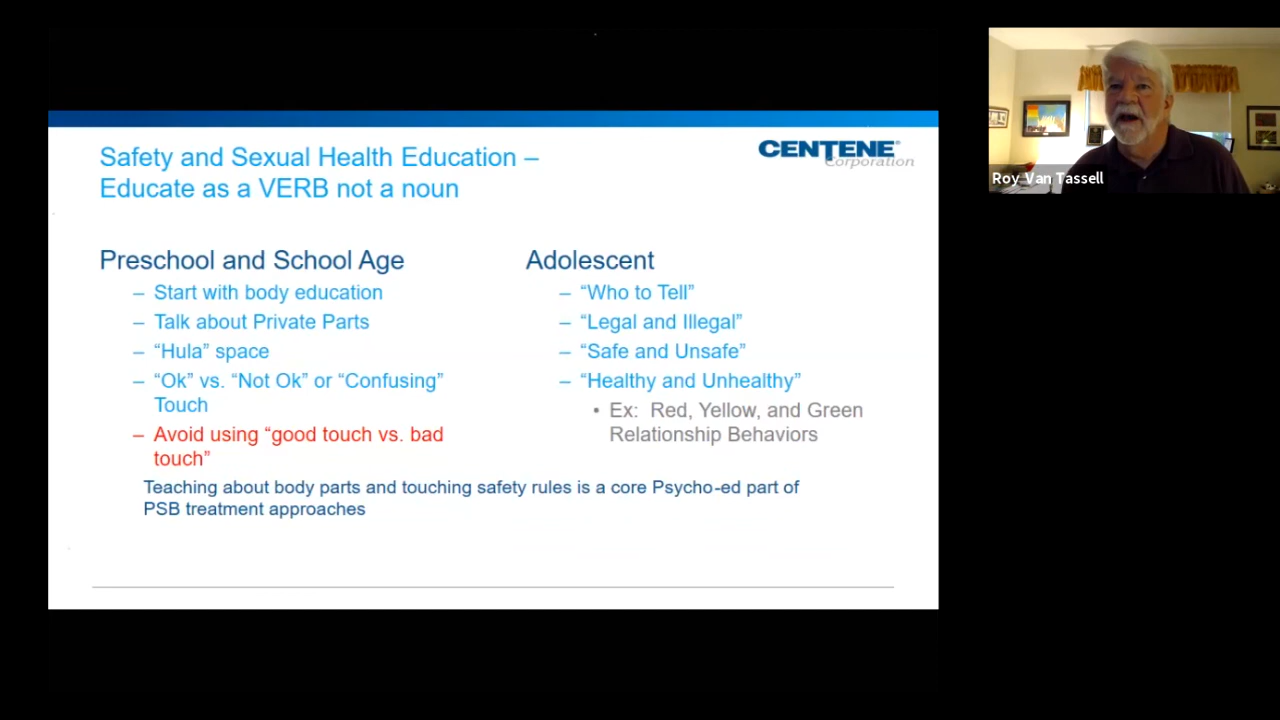 Safety and Sexual Health Education –
Educate as a VERB not a noun
CENTENE®
Corporation
Preschool and School Age
– Start with body education
– Talk about Private Parts
– “Hula” space
– “Ok” vs. “Not Ok” or “Confusing”
Touch
– Avoid using “good touch vs. bad
touch”
Adolescent
– “Who to Tell”
– “Legal and Illegal”
– “Safe and Unsafe”
– “Healthy and Unhealthy”
• Ex: Red, Yellow, and Green
Relationship Behaviors
Teaching about body parts and touching safety rules is a core Psycho-ed part of
PSB treatment approaches
Roy Van Tassell